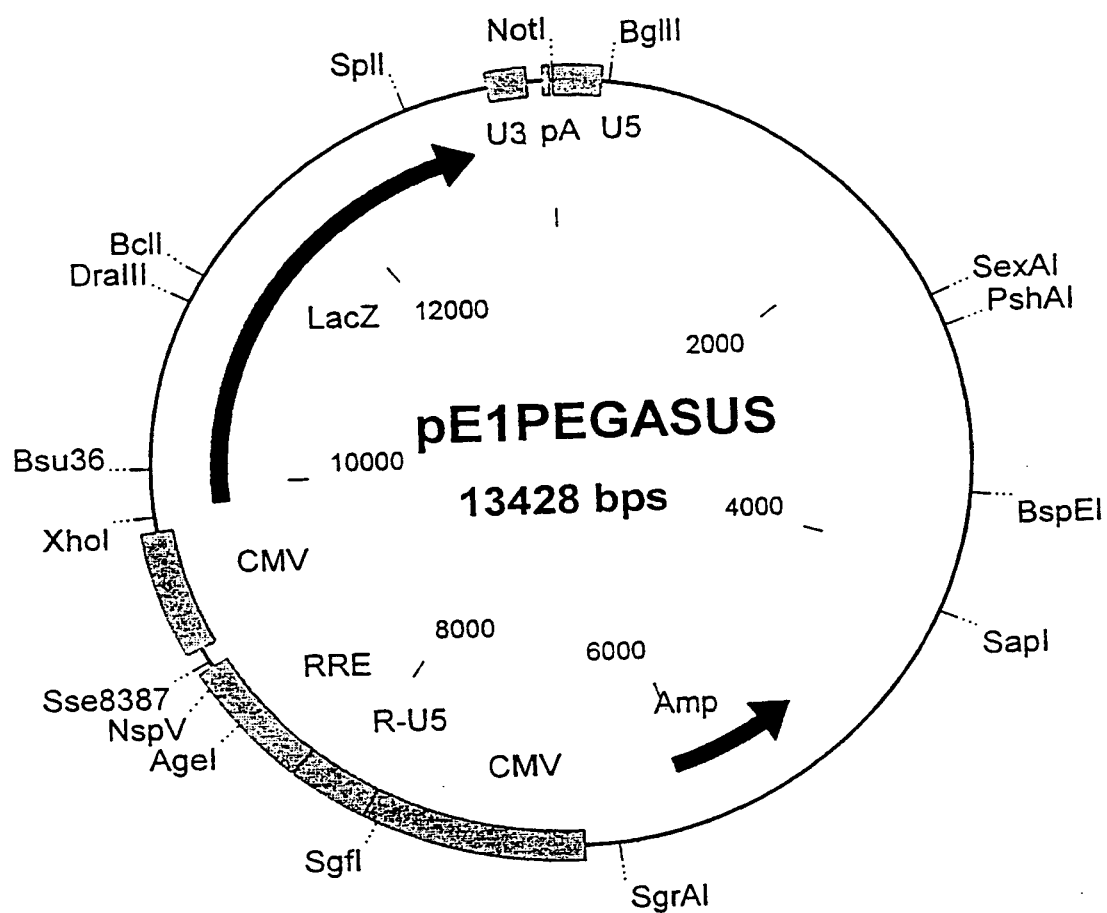 NotI
BglII
SplI
U3 pA U5
BclI
DraIII
SexAI
PshAI
LacZ
12000
2000
pE1PEGASUS
13428 bps
Bsu36
10000
4000
BspEI
XhoI
CMV
SapI
RRE
8000
6000
Sse8387
NspV
AgeI
R-U5
Amp
CMV
SgfI
SgrAI